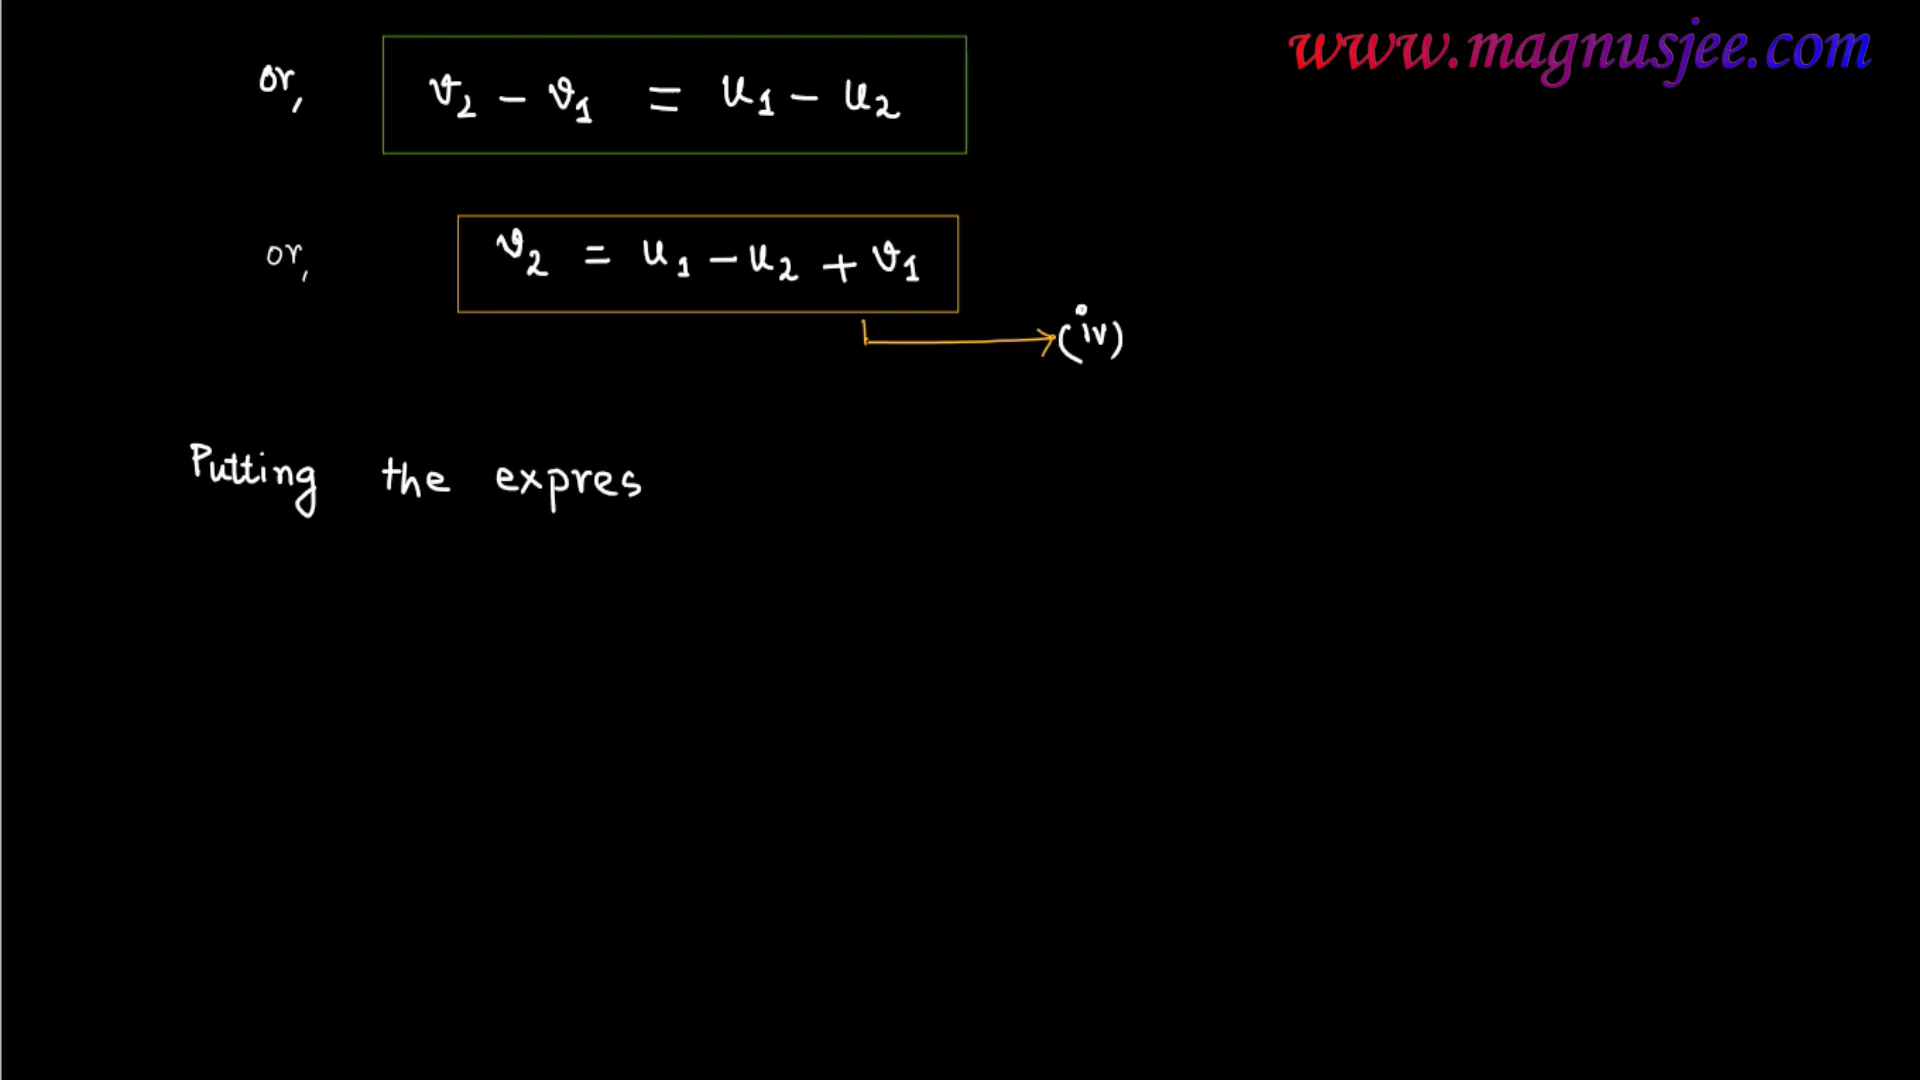 www.magnusjee.com
or, v₂ - v₁ = u₁ - u₂
or, v₂ = u₁ - u₂ + v₁
(iv)
Putting the expres